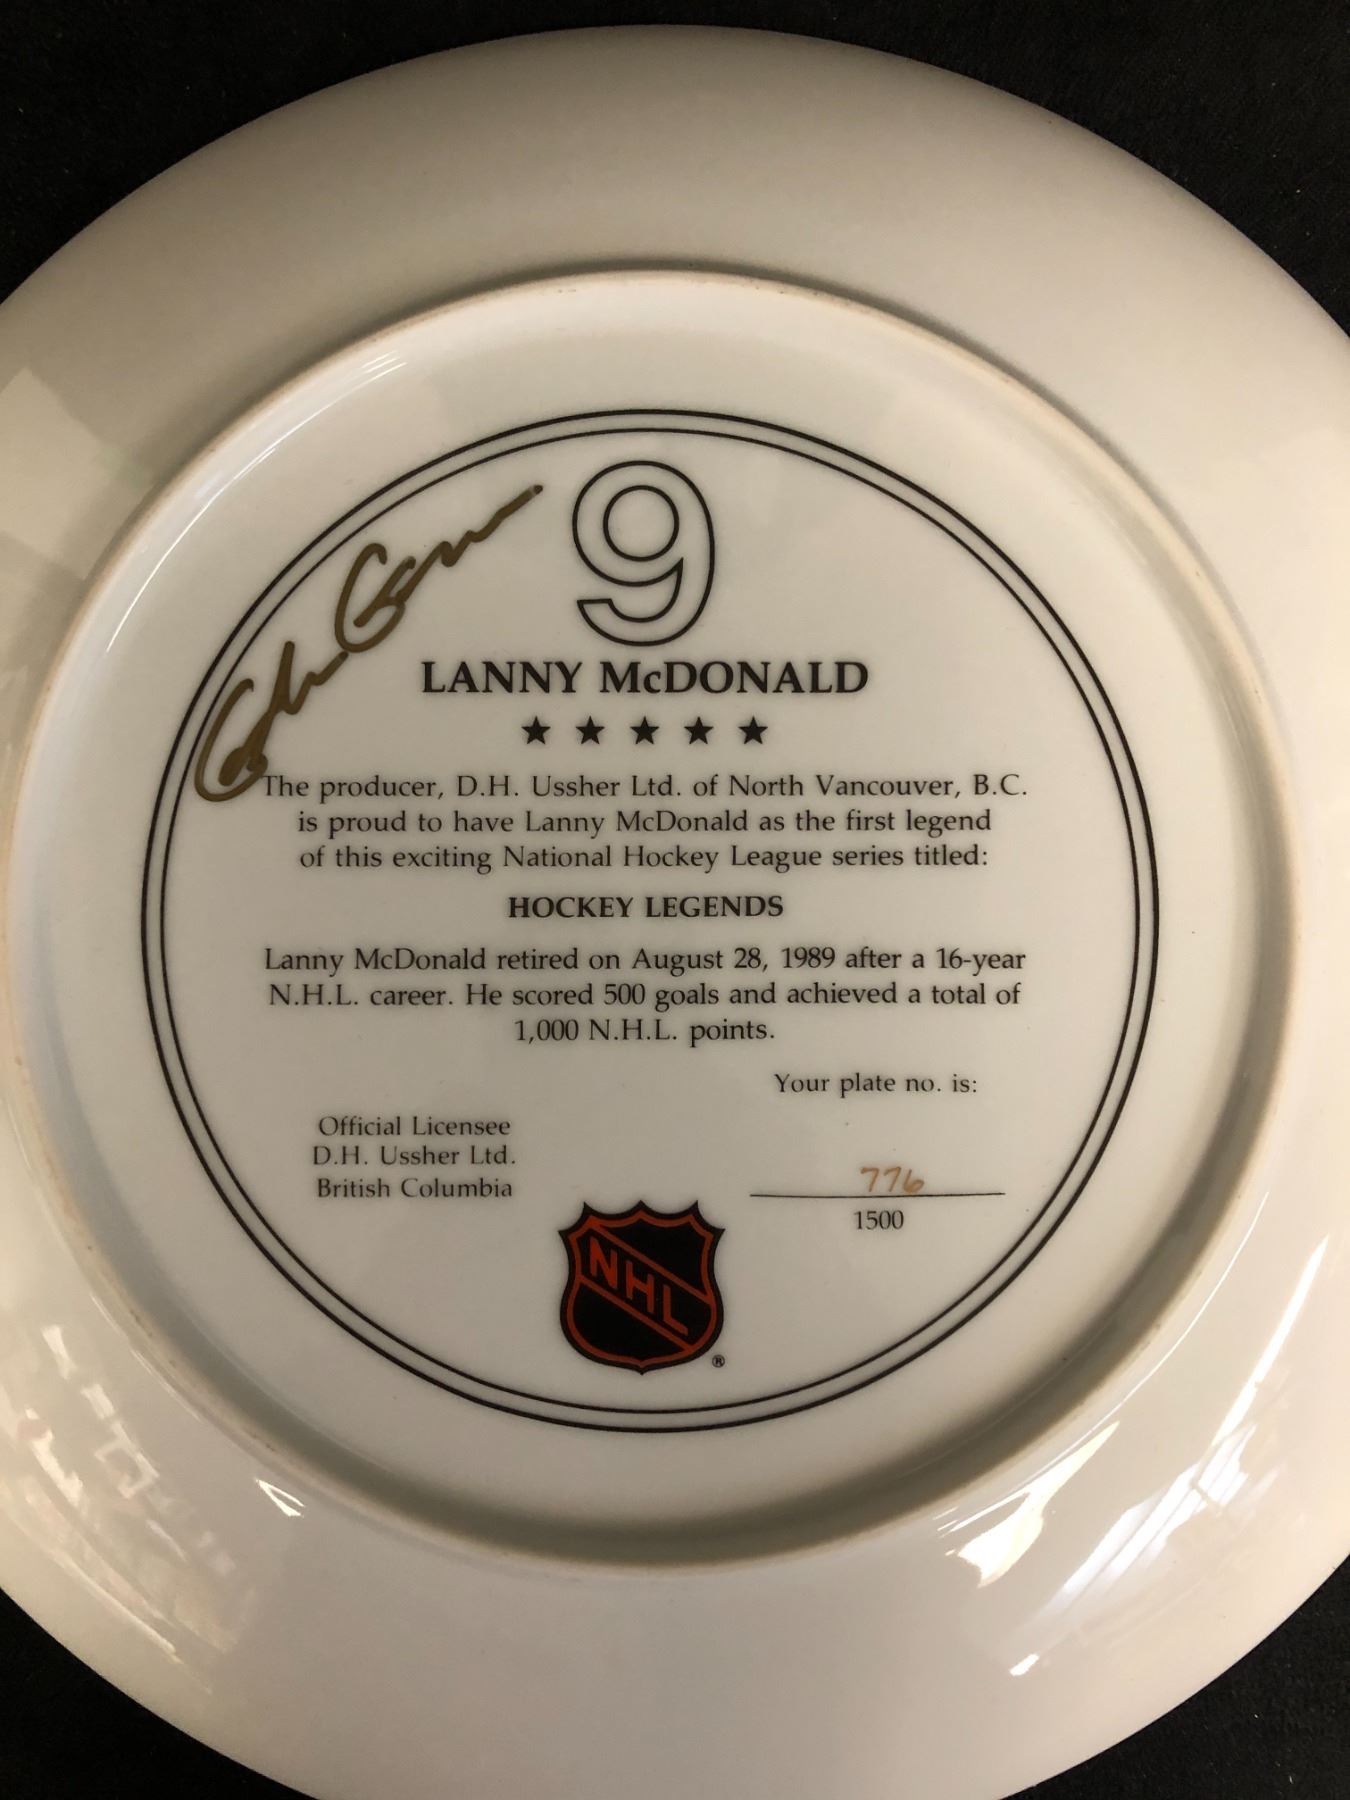 9
LANNY McDONALD
★ ★ ★ ★ ★
The producer, D.H. Ussher Ltd. of North Vancouver, B.C.
is proud to have Lanny McDonald as the first legend
of this exciting National Hockey League series titled:
HOCKEY LEGENDS
Lanny McDonald retired on August 28, 1989 after a 16-year
N.H.L. career. He scored 500 goals and achieved a total of
1,000 N.H.L. points.
Your plate no. is:
776
1500
Official Licensee
D.H. Ussher Ltd.
British Columbia
NHL
®